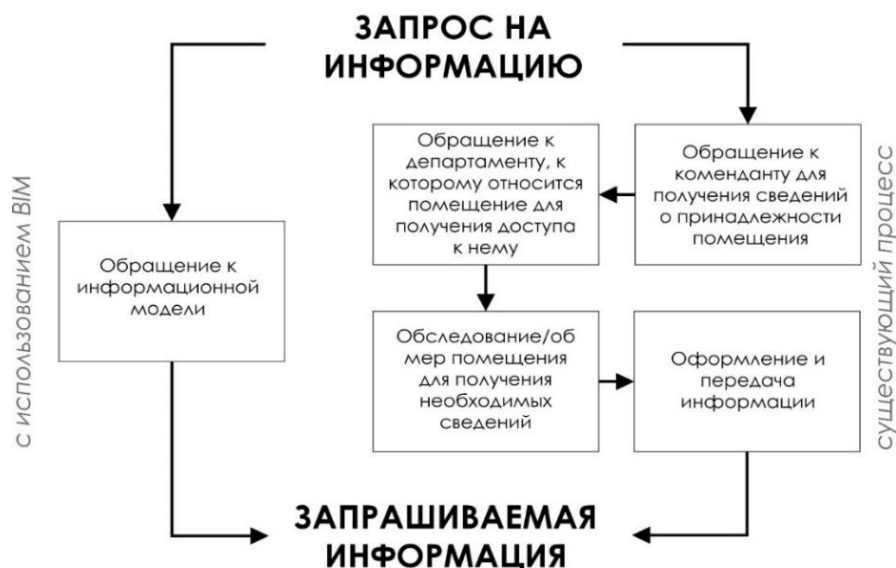 ЗАПРОС НА
ИНФОРМАЦИЮ
с использованием BIM
Обращение к
информационной
модели
Обращение к
коменданту для
получения сведений
о принадлежности
помещения
Обращение к
департаменту, к
которому относится
помещение для
получения доступа
к нему
Обследование/об
мер помещения
для получения
необходимых
сведений
Оформление и
передача
информации
существующий процесс
ЗАПРАШИВАЕМАЯ
ИНФОРМАЦИЯ